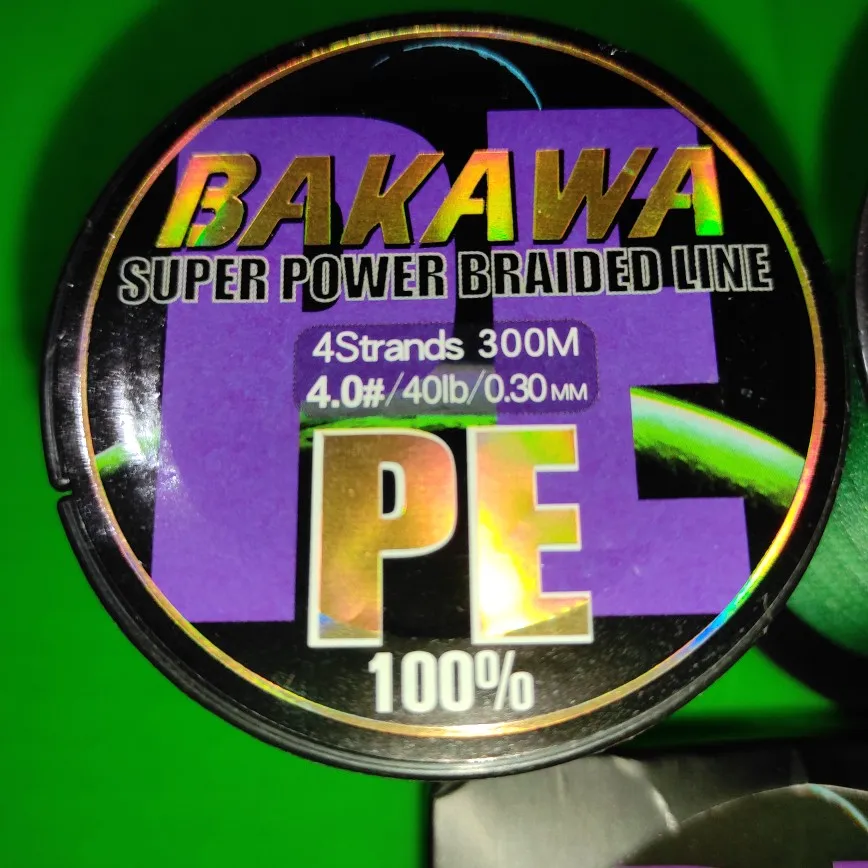 BAKAWA
SUPER POWER BRAIDED LINE
4Strands 300M
4.0#/40lb/0.30MM
PE
100%